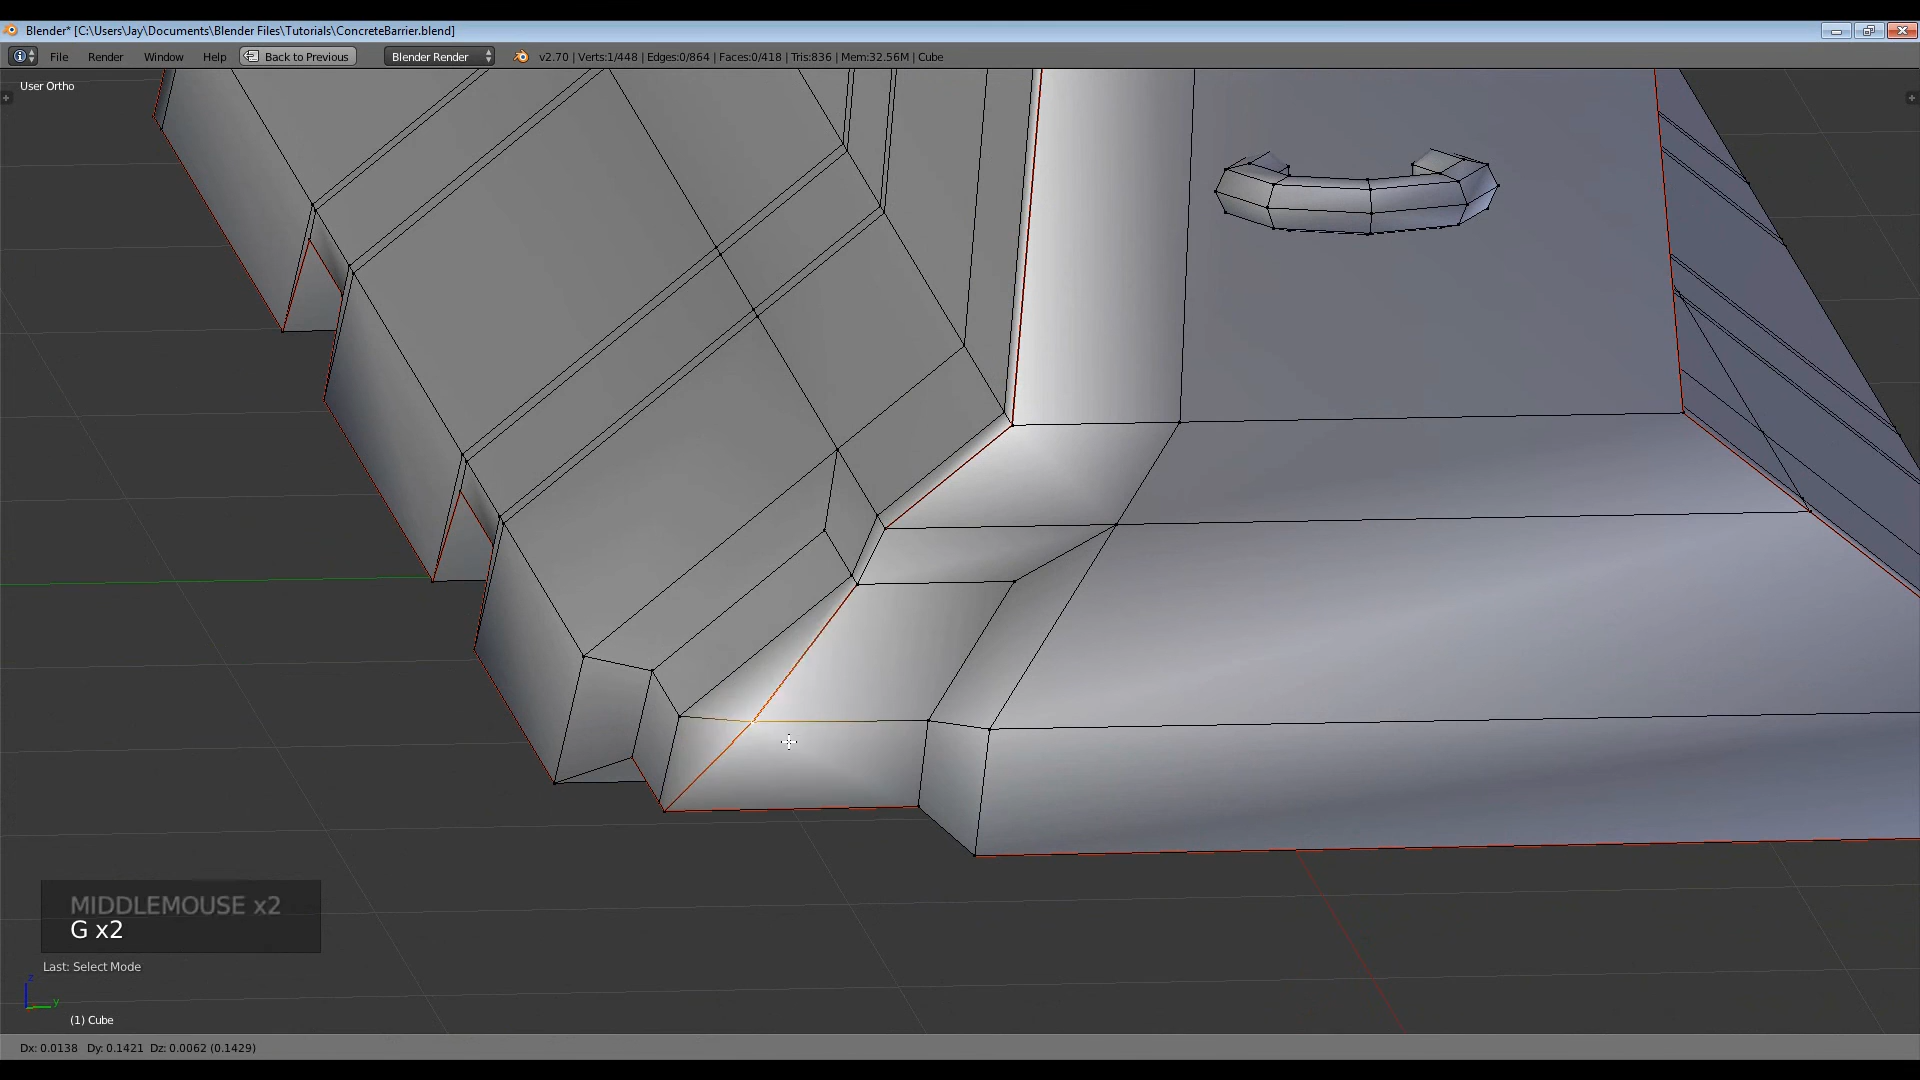 Blender* [C:\Users\Jay\Documents\Blender Files\Tutorials\ConcreteBarrier.blend]
File Render Window Help Back to Previous Blender Render v2.70 | Verts:1/448 | Edges:0/864 | Faces:0/418 | Tris:836 | Mem:32.56M | Cube
User Ortho
MIDDLEMOUSE x2
G x2
Last: Select Mode
z
y
(1) Cube
Dx: 0.0138 Dy: 0.1421 Dz: 0.0062 (0.1429)